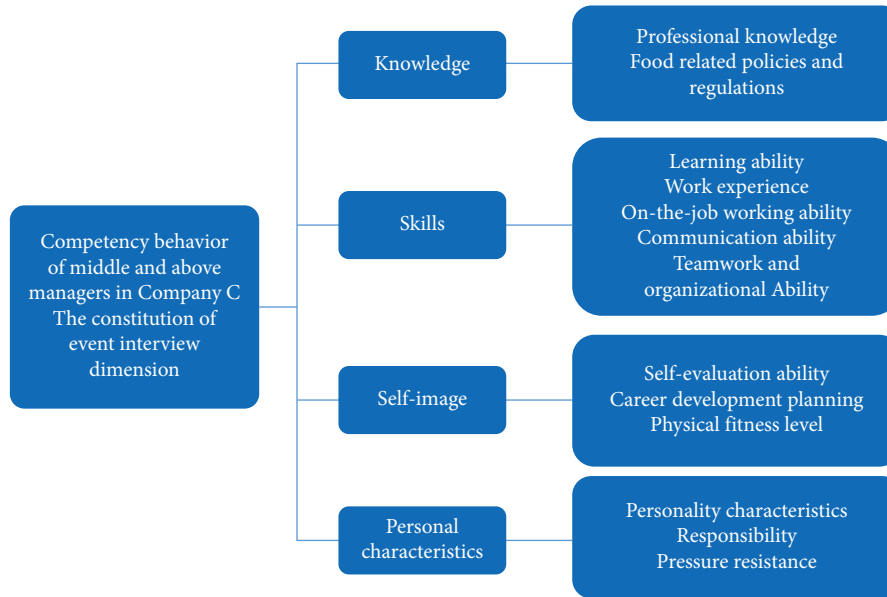 Competency behavior
of middle and above
managers in Company C
The constitution of
event interview
dimension
Knowledge
Professional knowledge
Food related policies and
regulations
Skills
Learning ability
Work experience
On-the-job working ability
Communication ability
Teamwork and
organizational Ability
Self-image
Self-evaluation ability
Career development planning
Physical fitness level
Personal
characteristics
Personality characteristics
Responsibility
Pressure resistance